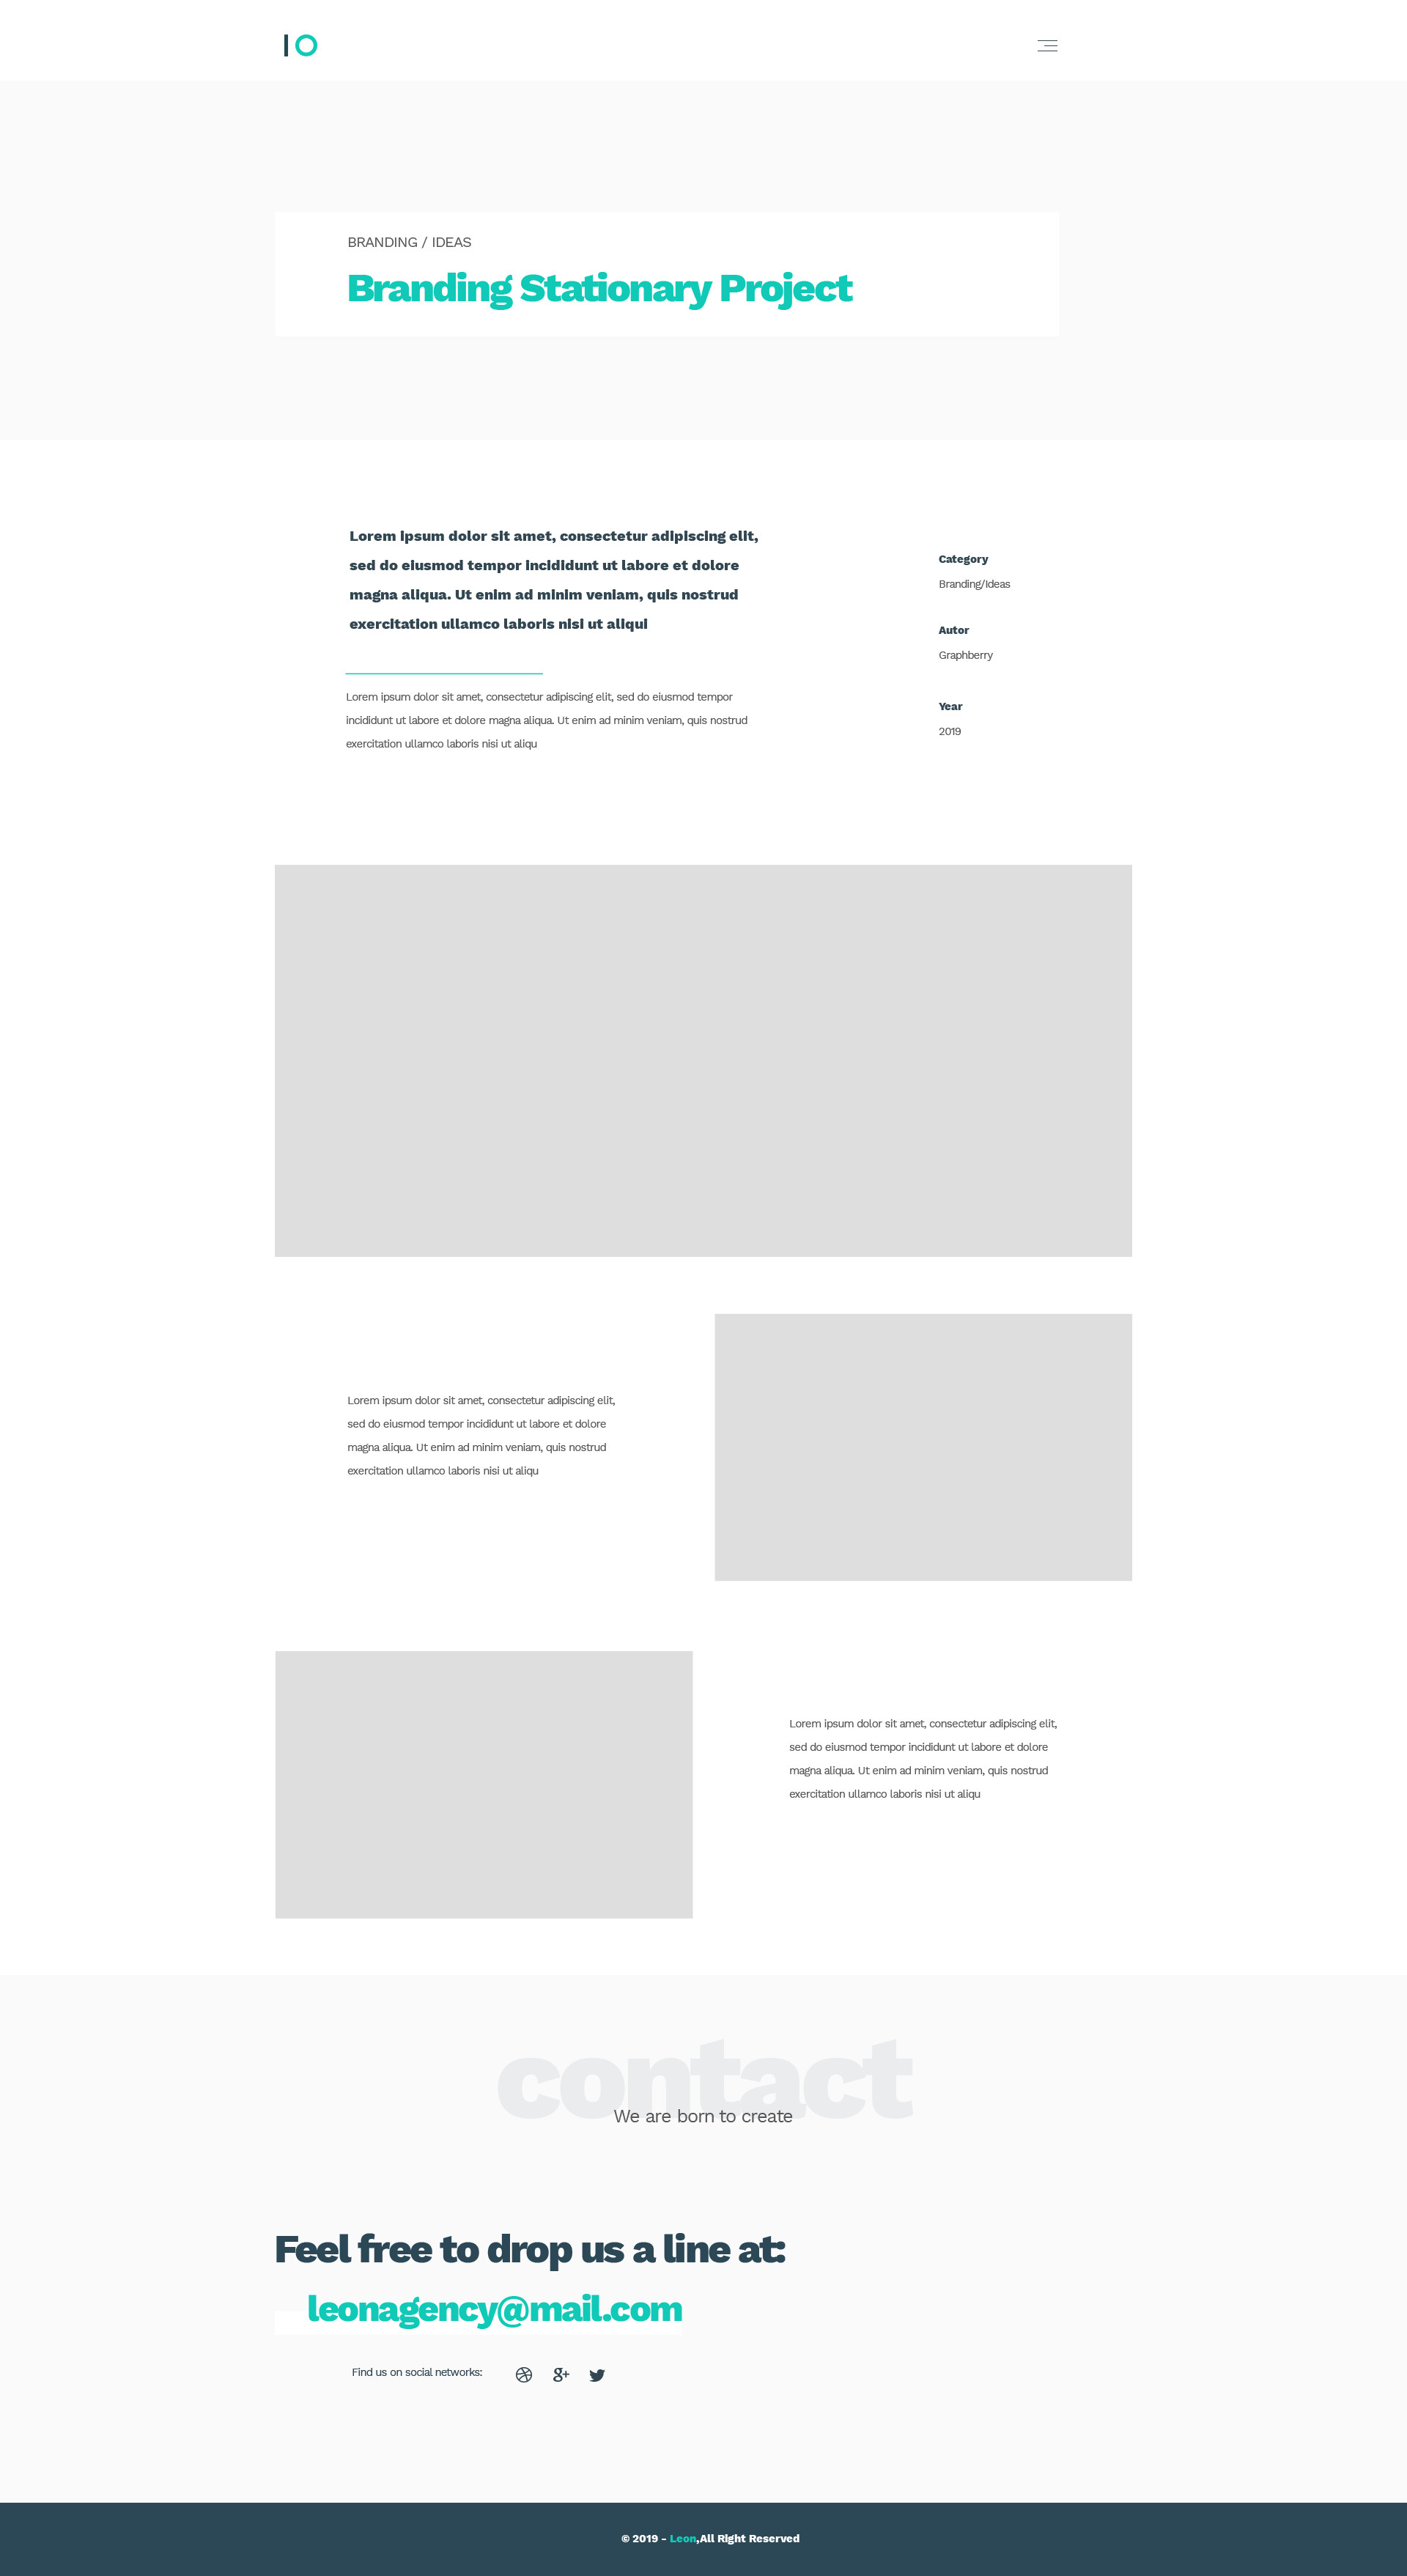 IO
BRANDING / IDEAS
Branding Stationary Project
Lorem ipsum dolor sit amet, consectetur adipiscing elit,
sed do eiusmod tempor incididunt ut labore et dolore
magna aliqua. Ut enim ad minim veniam, quis nostrud
exercitation ullamco laboris nisi ut aliqui
Lorem ipsum dolor sit amet, consectetur adipiscing elit, sed do eiusmod tempor
incididunt ut labore et dolore magna aliqua. Ut enim ad minim veniam, quis nostrud
exercitation ullamco laboris nisi ut aliqu
Category
Branding/Ideas
Autor
Graphberry
Year
2019
Lorem ipsum dolor sit amet, consectetur adipiscing elit,
sed do eiusmod tempor incididunt ut labore et dolore
magna aliqua. Ut enim ad minim veniam, quis nostrud
exercitation ullamco laboris nisi ut aliqu
Lorem ipsum dolor sit amet, consectetur adipiscing elit,
sed do eiusmod tempor incididunt ut labore et dolore
magna aliqua. Ut enim ad minim veniam, quis nostrud
exercitation ullamco laboris nisi ut aliqu
contact
We are born to create
Feel free to drop us a line at:
leonagency@mail.com
Find us on social networks:
© 2019 - Leon,All Right Reserved